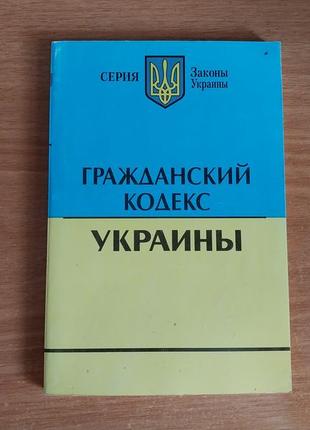 СЕРИЯ
Законы
Украины
ГРАЖДАНСКИЙ
КОДЕКС
УКРАИНЫ